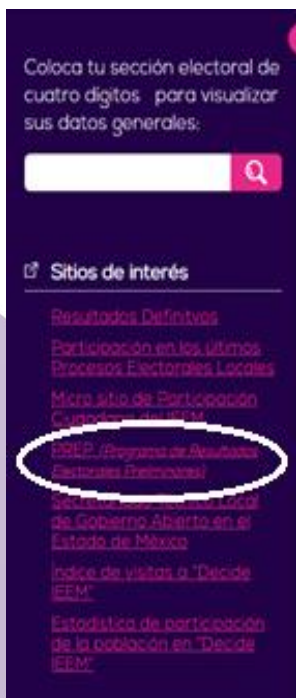 Coloca tu sección electoral de
cuatro dígitos para visualizar
sus datos generales:
Sitios de interés
Resultados Definitvos
Participación en los últimos
Procesos Electorales Locales
Micro sitio de Participación
Ciudadana del IEEM
PREP (Programa de Resultados
Electorales Preliminares)
Secretariado Técnico Local
de Gobierno Abierto en el
Estado de México
Índice de visitas a "Decide
IEEM"
Estadística de participación
de la población en "Decide
IEEM"